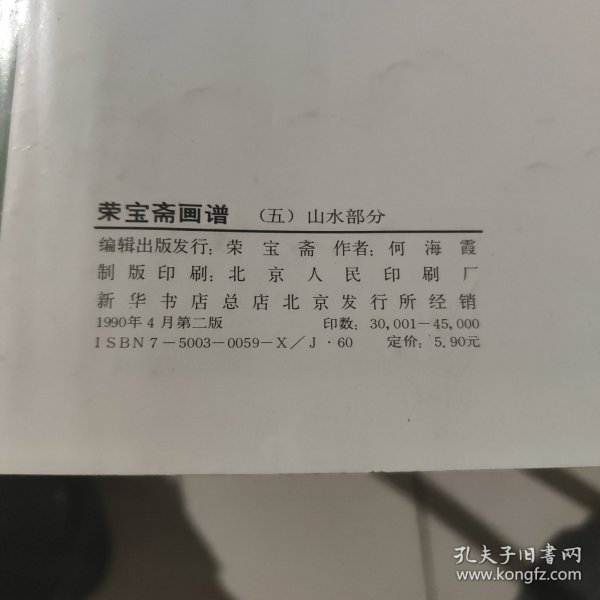 荣宝斋画谱 （五）山水部分
编辑出版发行：荣宝斋 作者：何海霞
制版印刷：北京人民印刷厂
新华书店总店北京发行所经销
1990年4月第二版 印数：30,001－45,000
ISBN7－5003－0059－X／J·60 定价：5.90元
孔夫子旧书网
www.kongfz.com